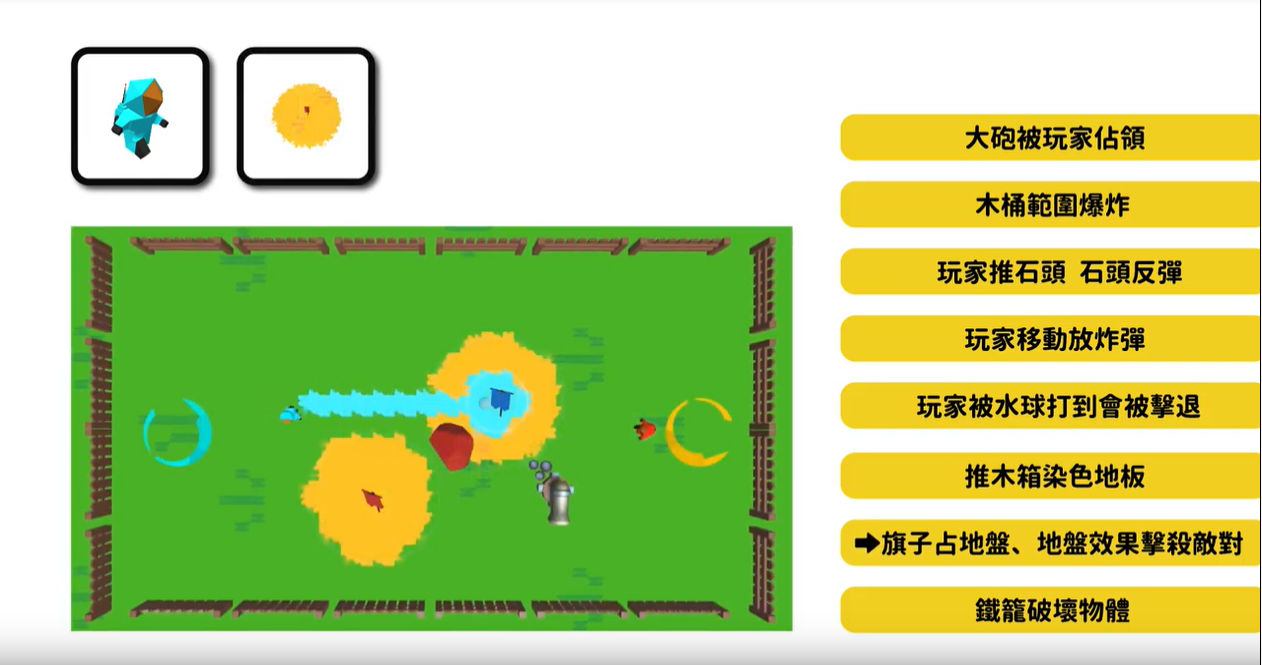 大砲被玩家佔領
木桶範圍爆炸
玩家推石頭 石頭反彈
玩家移動放炸彈
玩家被水球打到會被擊退
推木箱染色地板
➡旗子占地盤、地盤效果擊殺敵對
鐵籠破壞物體